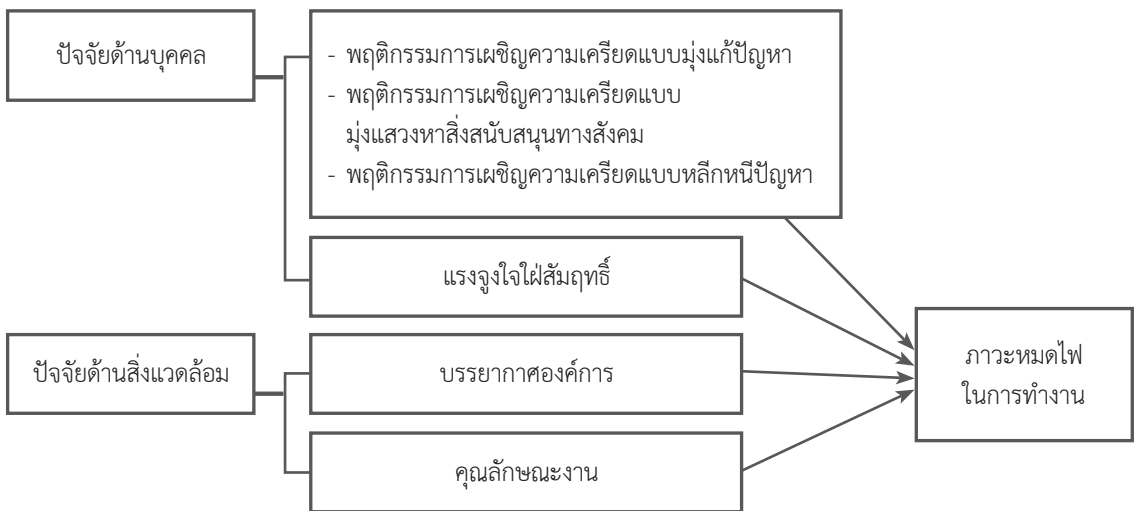 ปัจจัยด้านบุคคล
- พฤติกรรมการเผชิญความเครียดแบบมุ่งแก้ปัญหา
- พฤติกรรมการเผชิญความเครียดแบบ
มุ่งแสวงหาสิ่งสนับสนุนทางสังคม
- พฤติกรรมการเผชิญความเครียดแบบหลีกหนีปัญหา
แรงจูงใจใฝ่สัมฤทธิ์
ปัจจัยด้านสิ่งแวดล้อม
บรรยากาศองค์การ
คุณลักษณะงาน
ภาวะหมดไฟ
ในการทำงาน